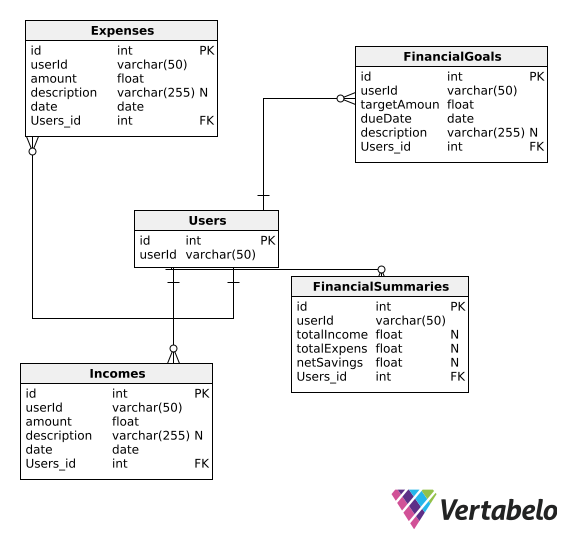 Expenses
id int PK
userId varchar(50)
amount float
description varchar(255) N
date date
Users_id int FK
FinancialGoals
id int PK
userId varchar(50)
targetAmoun float
dueDate date
description varchar(255) N
Users_id int FK
Users
id int PK
userId varchar(50)
FinancialSummaries
id int PK
userId varchar(50)
totalIncome float N
totalExpens float N
netSavings float N
Users_id int FK
Incomes
id int PK
userId varchar(50)
amount float
description varchar(255) N
date date
Users_id int FK
Vertabelo